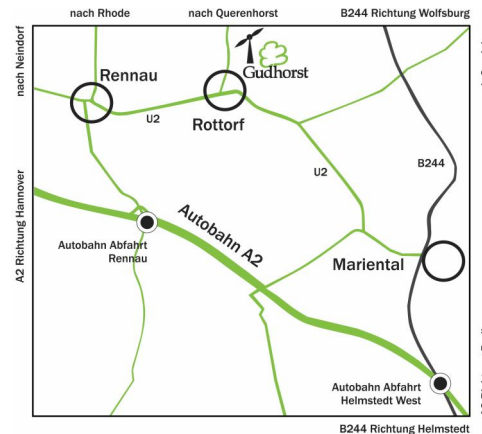 nach Rhode
nach Querenhorst
B244 Richtung Wolfsburg
nach Neindorf
Gudhorst
Rennau
Rottorf
U2
U2
B244
A2 Richtung Hannover
Autobahn A2
Autobahn Abfahrt
Rennau
Mariental
Autobahn Abfahrt
Helmstedt West
B244 Richtung Helmstedt